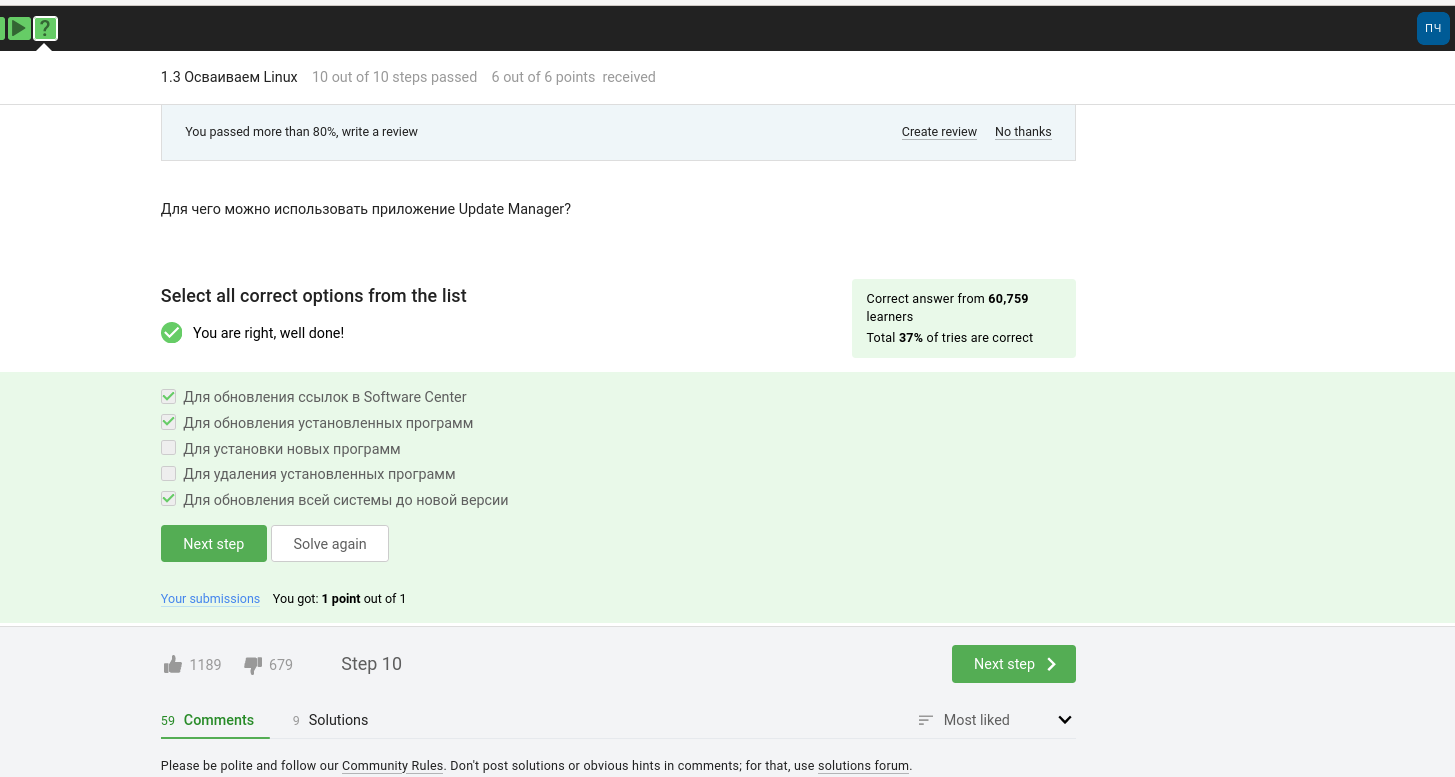 ?
ПЧ
1.3 Осваиваем Linux 10 out of 10 steps passed 6 out of 6 points received
You passed more than 80%, write a review Create review No thanks
Для чего можно использовать приложение Update Manager?
Select all correct options from the list
You are right, well done!
Correct answer from 60,759
learners
Total 37% of tries are correct
Для обновления ссылок в Software Center
Для обновления установленных программ
Для установки новых программ
Для удаления установленных программ
Для обновления всей системы до новой версии
Next step Solve again
Your submissions You got: 1 point out of 1
1189 679 Step 10 Next step
59 Comments 9 Solutions Most liked
Please be polite and follow our Community Rules. Don't post solutions or obvious hints in comments; for that, use solutions forum.